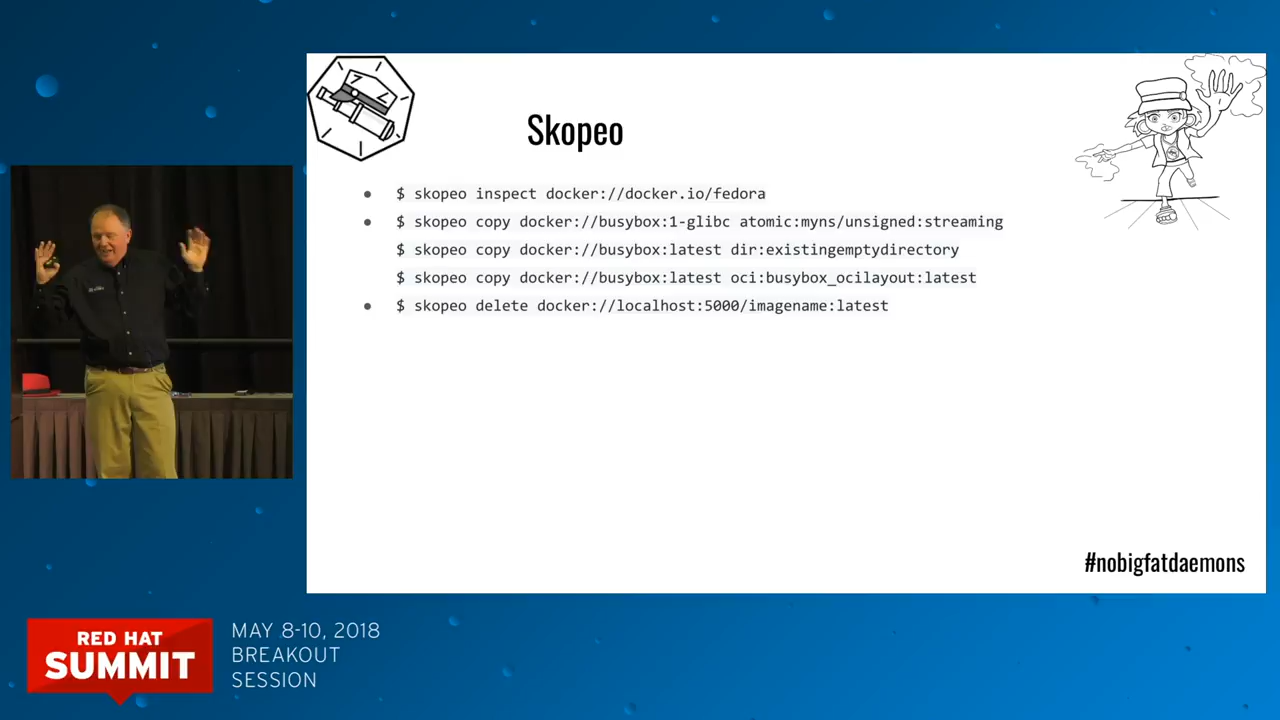 Skopeo
$ skopeo inspect docker://docker.io/fedora
$ skopeo copy docker://busybox:1-glibc atomic:myns/unsigned:streaming
$ skopeo copy docker://busybox:latest dir:existingemptydirectory
$ skopeo copy docker://busybox:latest oci:busybox_ocilayout:latest
$ skopeo delete docker://localhost:5000/imagename:latest
#nobigfatdaemons
RED HAT
SUMMIT
MAY 8-10, 2018
BREAKOUT
SESSION